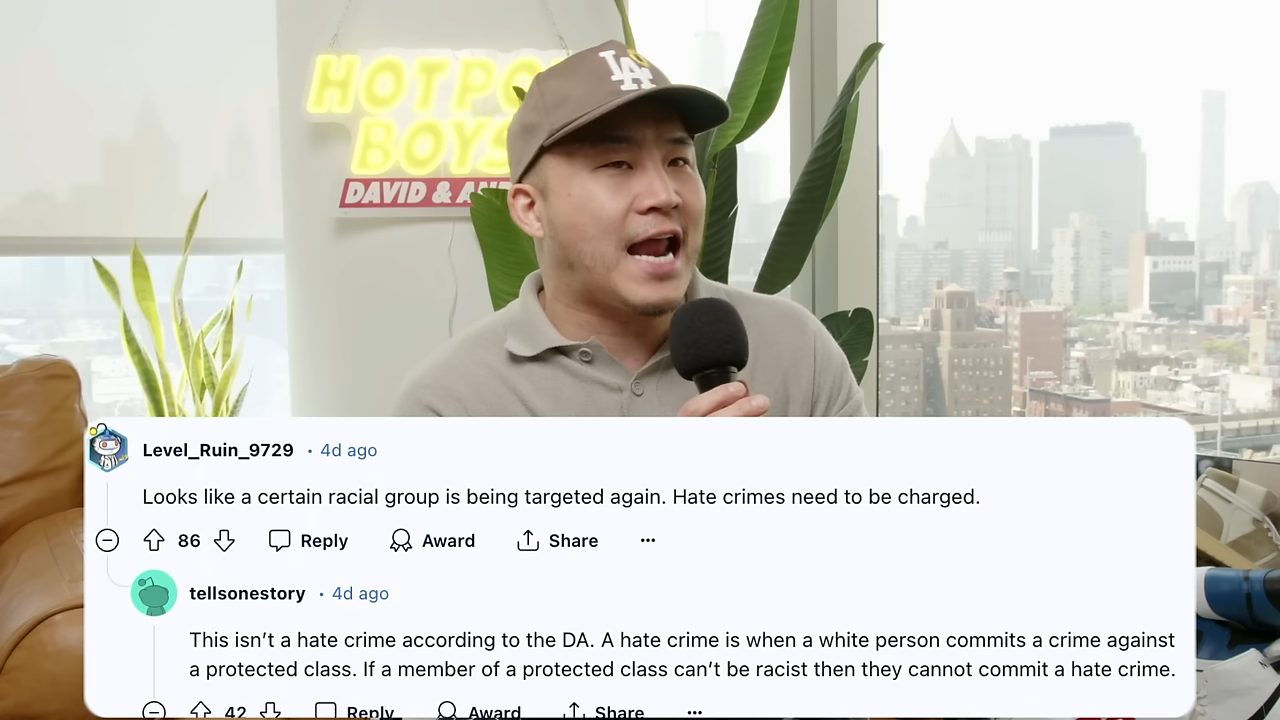 HOTPO
BOYS
DAVID & AN
LA
Level_Ruin_9729 • 4d ago
Looks like a certain racial group is being targeted again. Hate crimes need to be charged.
86 Reply Award Share
tellsonestory • 4d ago
This isn't a hate crime according to the DA. A hate crime is when a white person commits a crime against
a protected class. If a member of a protected class can't be racist then they cannot commit a hate crime.
42 Reply Award Share